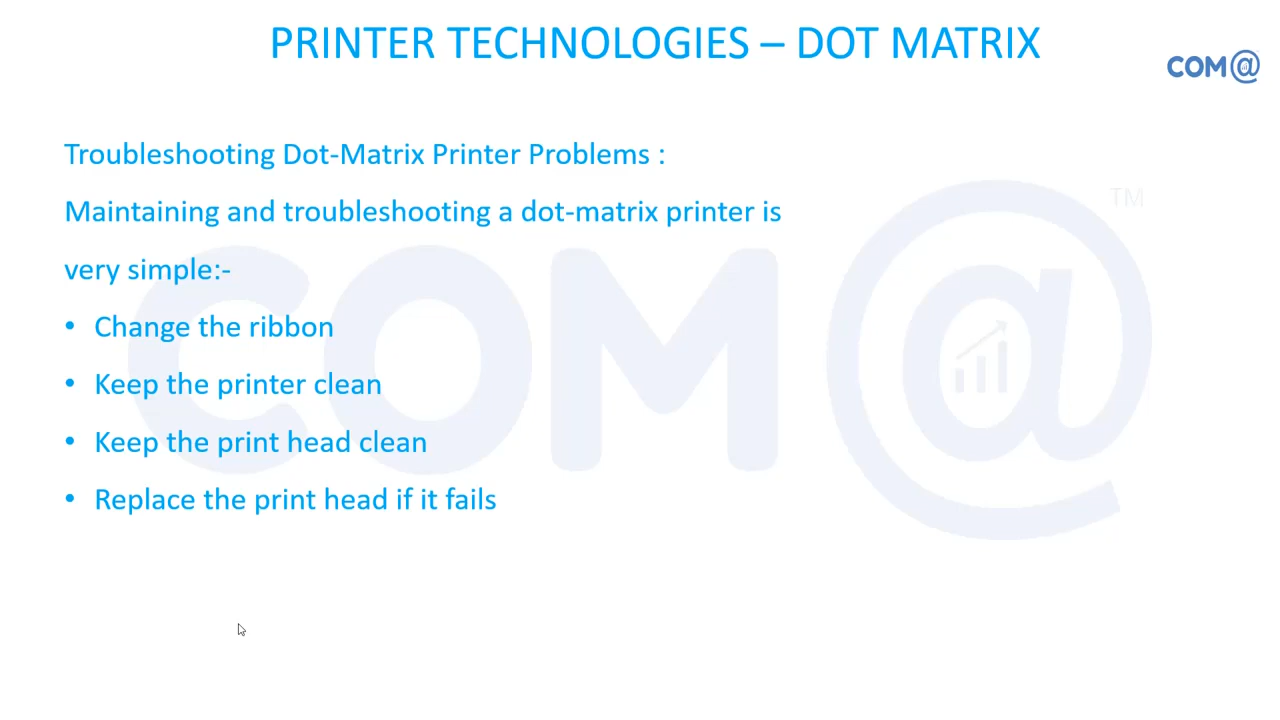 PRINTER TECHNOLOGIES – DOT MATRIX
COM@
Troubleshooting Dot-Matrix Printer Problems :
Maintaining and troubleshooting a dot-matrix printer is
very simple:-
• Change the ribbon
• Keep the printer clean
• Keep the print head clean
• Replace the print head if it fails
COM@
TM